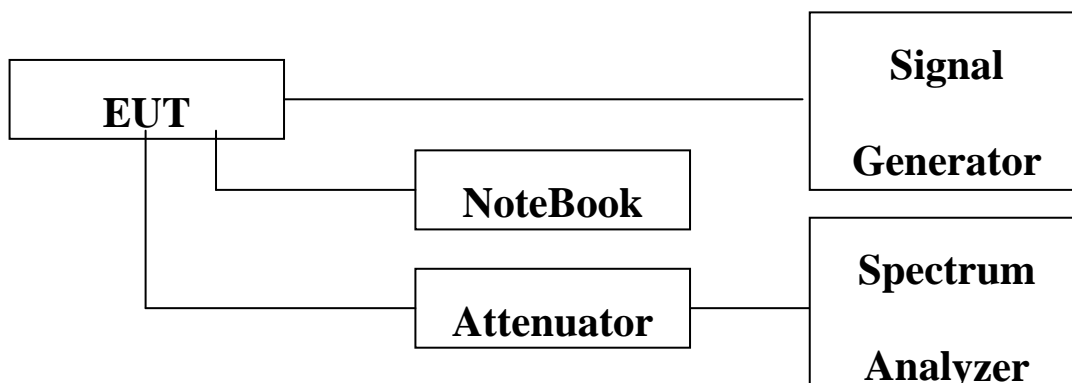 EUT
Signal
Generator
NoteBook
Attenuator
Spectrum
Analyzer